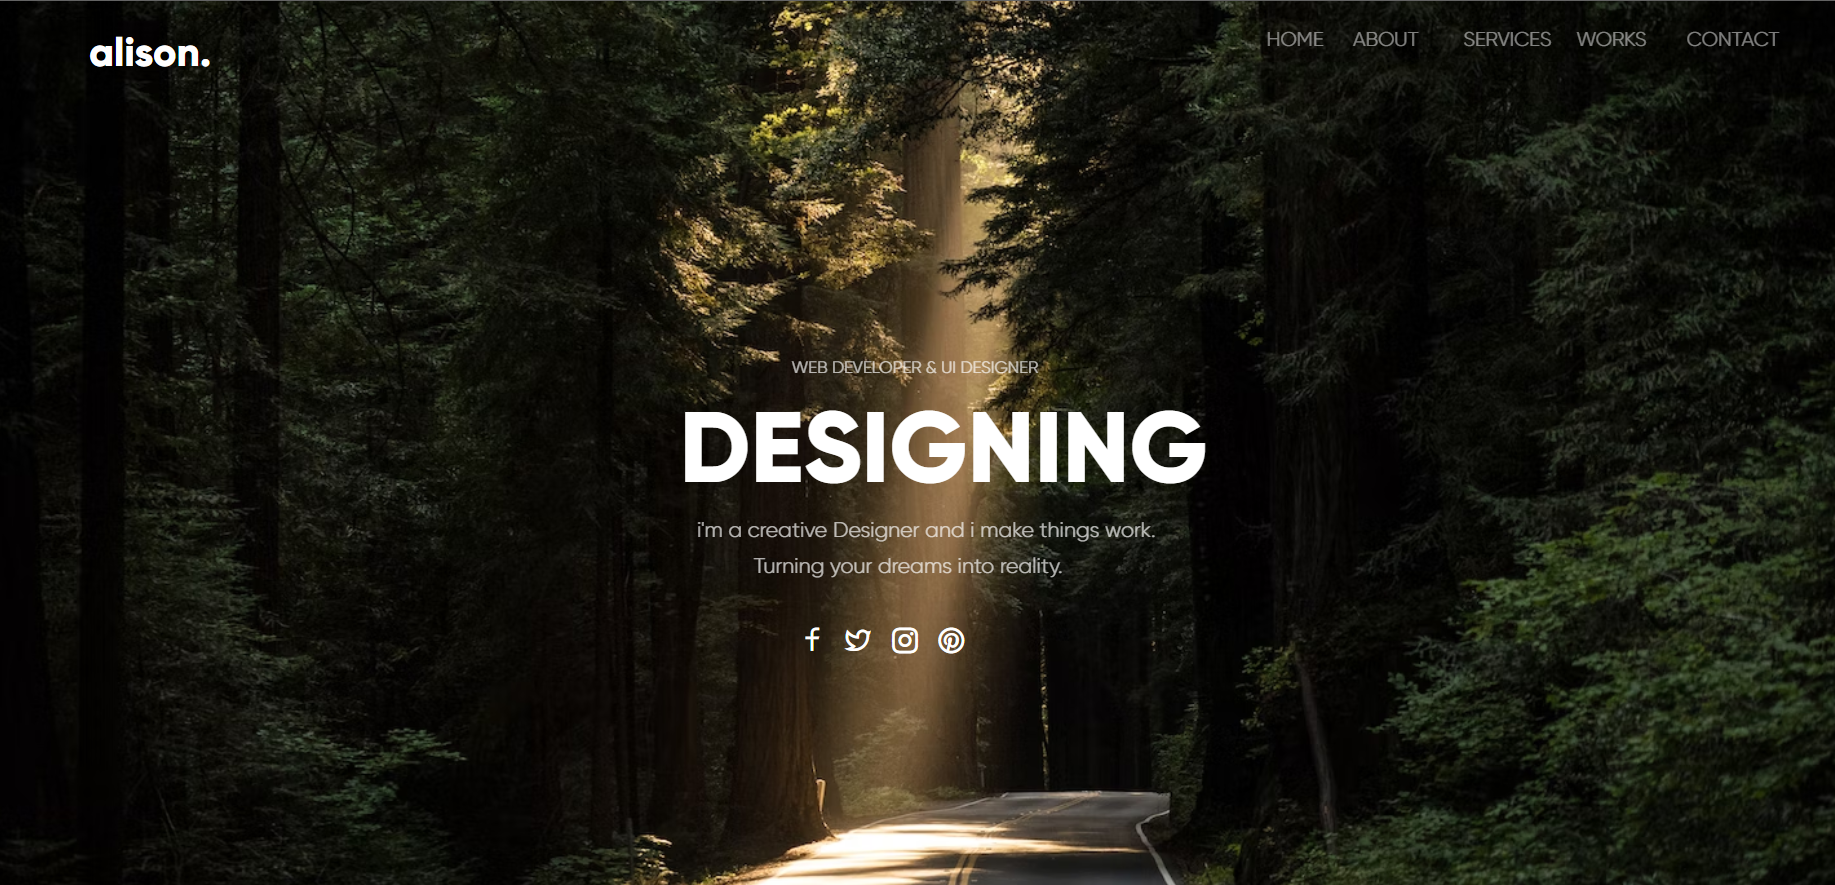 alison.
HOME ABOUT SERVICES WORKS CONTACT
WEB DEVELOPER & UI DESIGNER
DESIGNING
i'm a creative Designer and i make things work.
Turning your dreams into reality.